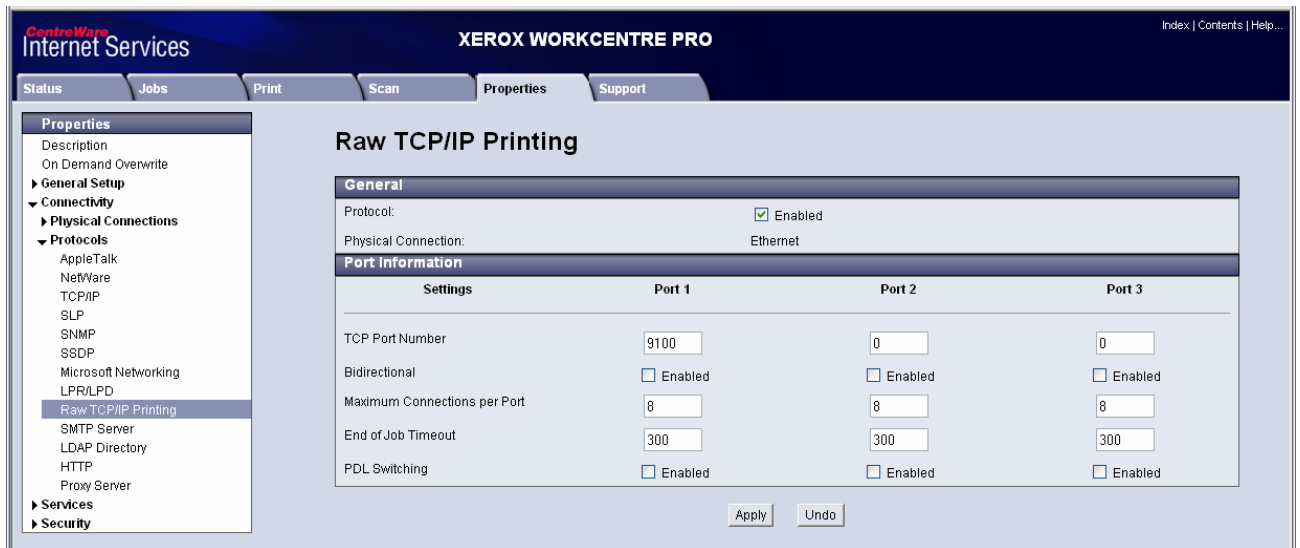 CentreWare
Internet Services
XEROX WORKCENTRE PRO
Index | Contents | Help...
Status Jobs Print Scan Properties Support
Properties
Description
On Demand Overwrite
General Setup
Connectivity
Physical Connections
Protocols
AppleTalk
NetWare
TCP/IP
SLP
SNMP
SSDP
Microsoft Networking
LPR/LPD
Raw TCP/IP Printing
SMTP Server
LDAP Directory
HTTP
Proxy Server
Services
Security
Raw TCP/IP Printing
General
Protocol: Enabled
Physical Connection: Ethernet
Port Information
Settings Port 1 Port 2 Port 3
TCP Port Number 9100 0 0
Bidirectional Enabled Enabled Enabled
Maximum Connections per Port 8 8 8
End of Job Timeout 300 300 300
PDL Switching Enabled Enabled Enabled
Apply Undo